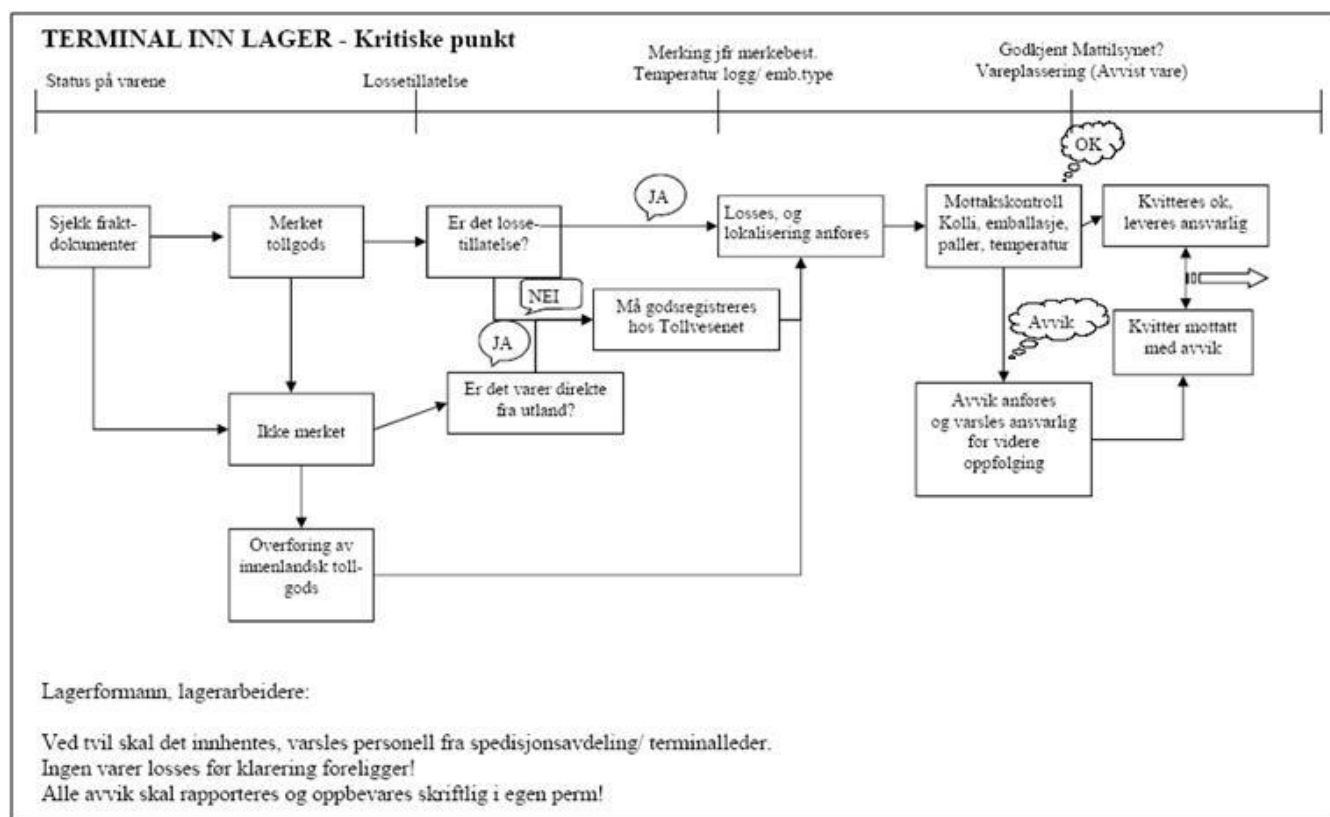 TERMINAL INN LAGER - Kritiske punkt
Status på varene
Lossetillatelse
Merking jfr merkebest.
Temperatur logg/ emb.type
Godkjent Mattilsynet?
Vareplassering (Avvist vare)
OK
Sjekk frakt-
dokumenter
Merket
tollgods
Er det losse-
tillatelse?
JA
Losses, og
lokalisering anføres
Mottakskontroll
Kolli, emballasje,
paller, temperatur
Kvitteres ok,
leveres ansvarlig
NEI
Må godsregistreres
hos Tollvesenet
JA
Avvik
Kvitter mottatt
med avvik
Ikke merket
Er det varer direkte
fra utland?
Avvik anføres
og varsles ansvarlig
for videre
oppfølging
Overføring av
innenlandsk toll-
gods
Lagerformann, lagerarbeidere:
Ved tvil skal det innhentes, varsles personell fra spedisjonsavdeling/ terminalleder.
Ingen varer losses før klarering foreligger!
Alle avvik skal rapporteres og oppbevares skriftlig i egen perm!